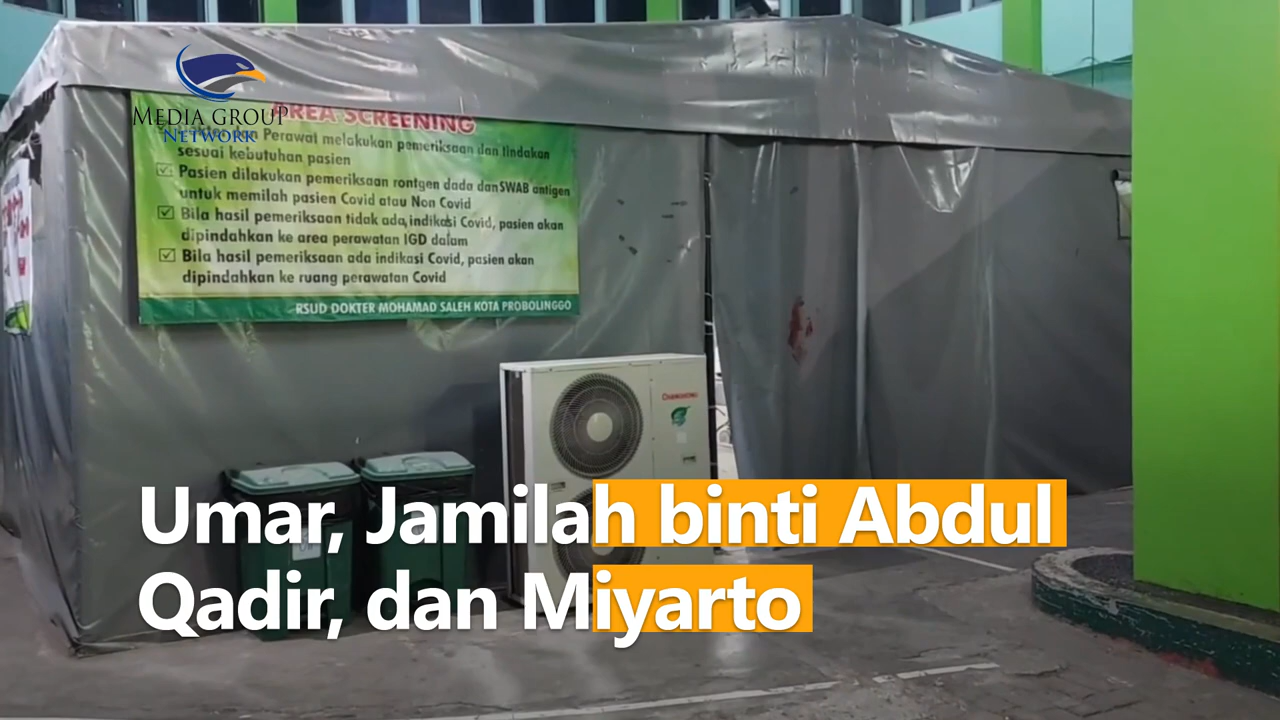 MEDIA GROUP
NETWORK
AREA SCREENING
dan Perawat melakukan pemeriksaan dan tindakan
sesuai kebutuhan pasien
Pasien dilakukan pemeriksaan rontgen dada dan SWAB antigen
untuk memilah pasien Covid atau Non Covid
Bila hasil pemeriksaan tidak ada indikasi Covid, pasien akan
dipindahkan ke area perawatan IGD dalam
Bila hasil pemeriksaan ada indikasi Covid, pasien akan
dipindahkan ke ruang perawatan Covid
RSUD DOKTER MOHAMAD SALEH KOTA PROBOLINGGO
CHANGHONG
Umar, Jamilah binti Abdul
Qadir, dan Miyarto